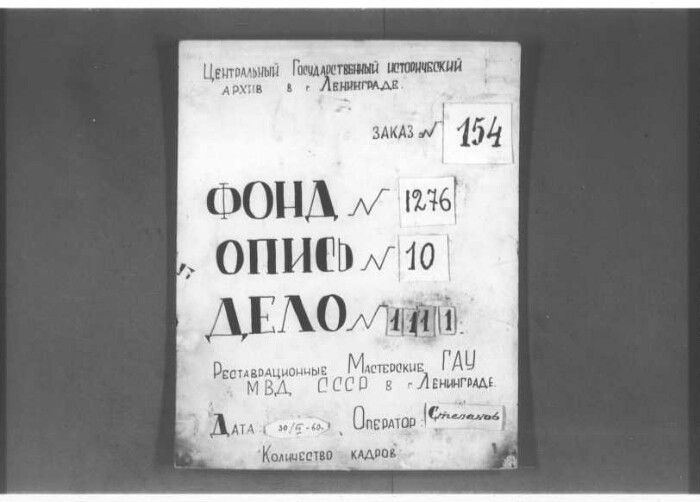 Центральный Государственный исторический
архив в г Ленинграде.
заказ № 154
ФОНД № 1276
ОПИСЬ № 10
ДЕЛО № 1111.
Реставрационные Мастерские ГАУ
МВД СССР в г Ленинграде.
Дата 30/III-60. Оператор Степанов
Количество кадров